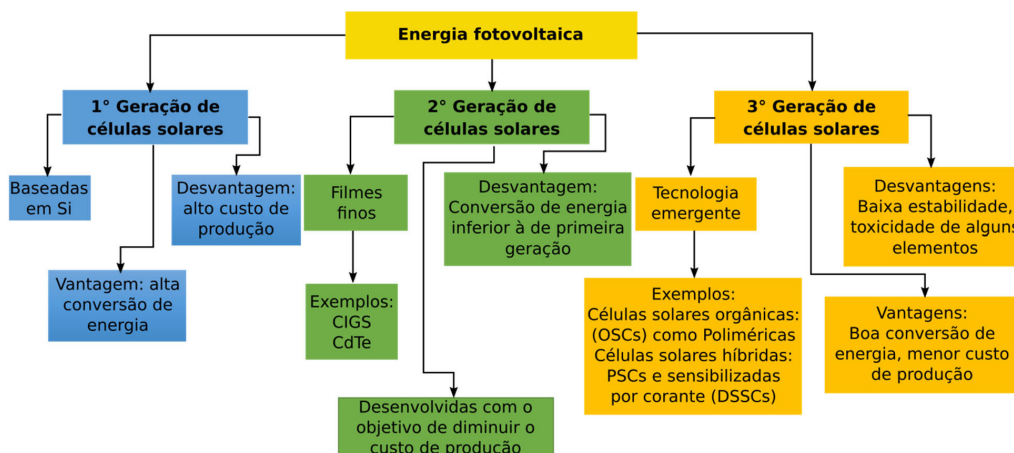 Energia fotovoltaica
1° Geração de
células solares
Baseadas
em Si
Vantagem: alta
conversão de
energia
Desvantagem:
alto custo de
produção
2° Geração de
células solares
Filmes
finos
Exemplos:
CIGS
CdTe
Desenvolvidas com o
objetivo de diminuir o
custo de produção
Desvantagem:
Conversão de energia
inferior à de primeira
geração
3° Geração de
células solares
Tecnologia
emergente
Exemplos:
Células solares orgânicas:
(OSCs) como Poliméricas
Células solares híbridas:
PSCs e sensibilizadas
por corante (DSSCs)
Desvantagens:
Baixa estabilidade,
toxicidade de alguns
elementos
Vantagens:
Boa conversão de
energia, menor custo
de produção